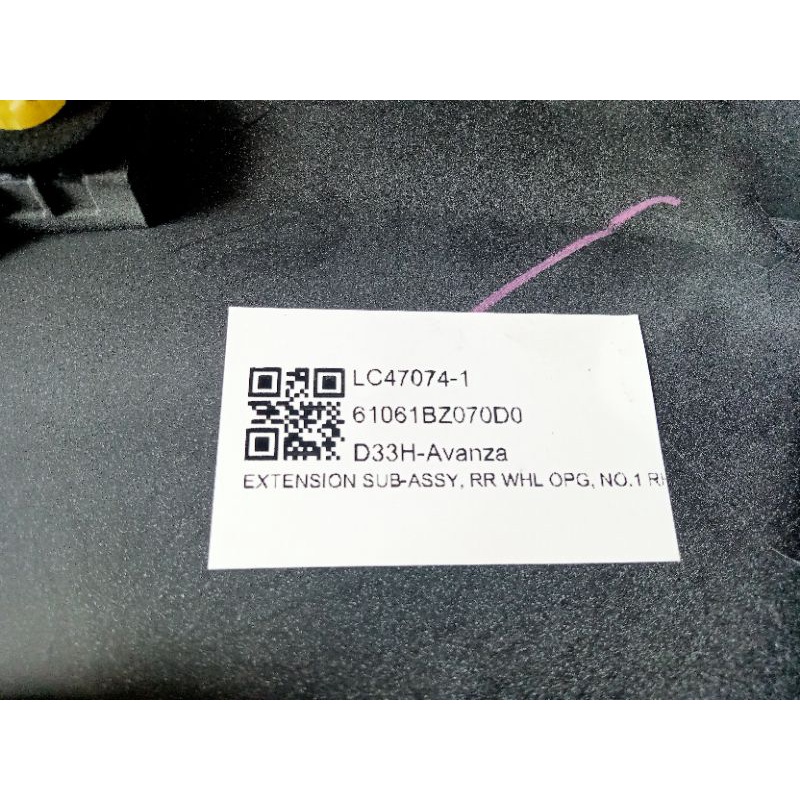 LC47074-1
61061BZ070D0
D33H-Avanza
EXTENSION SUB-ASSY, RR WHL OPG, NO.1